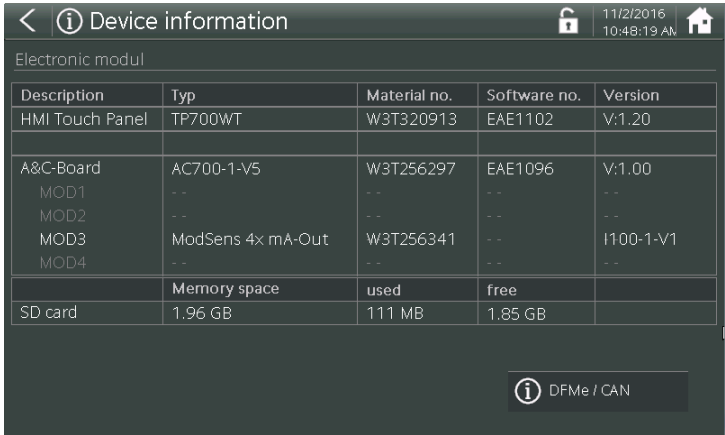 Device information 11/2/2016
10:48:19 AM
Electronic modul
Description Typ Material no. Software no. Version
HMI Touch Panel TP700WT W3T320913 EAE1102 V:1.20
A&C-Board AC700-1-V5 W3T256297 EAE1096 V:1.00
MOD1 -- -- -- --
MOD2 -- -- -- --
MOD3 ModSens 4x mA-Out W3T256341 -- I100-1-V1
MOD4 -- -- -- --
Memory space used free
SD card 1.96 GB 111 MB 1.85 GB
DFMe / CAN